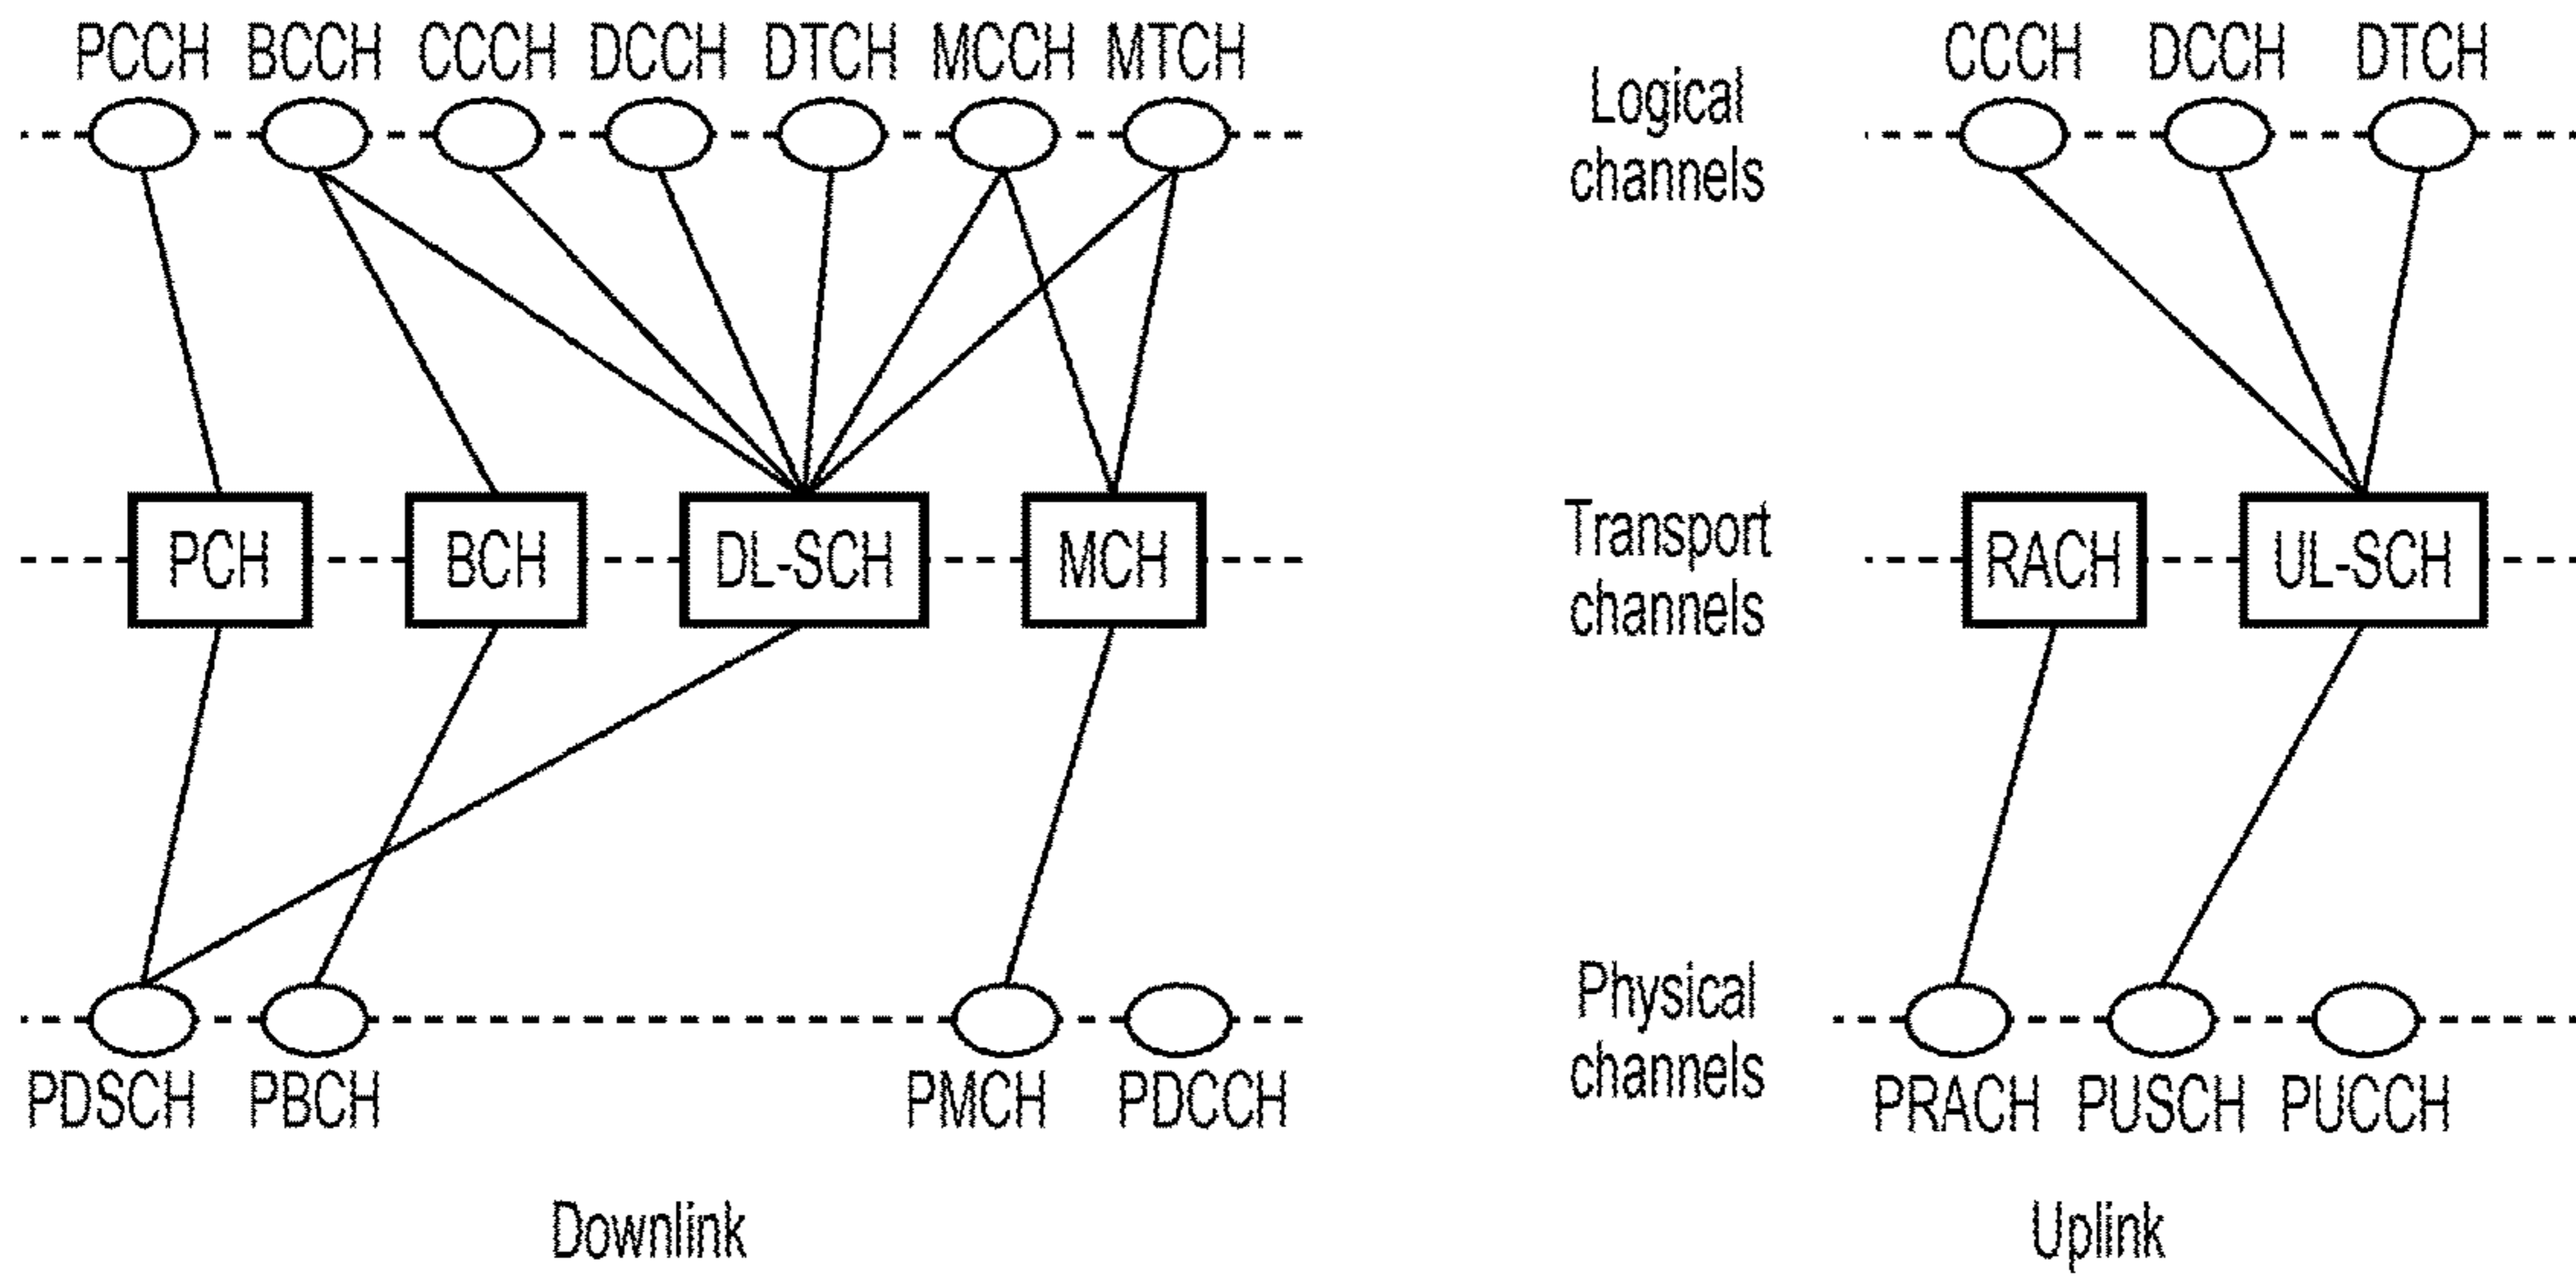 PCCH BCCH CCCH DCCH DTCH MCCH MTCH
Logical
channels
CCCH DCCH DTCH
PCH BCH DL-SCH MCH
Transport
channels
RACH UL-SCH
Physical
channels
PDSCH PBCH PMCH PDCCH
PRACH PUSCH PUCCH
Downlink
Uplink